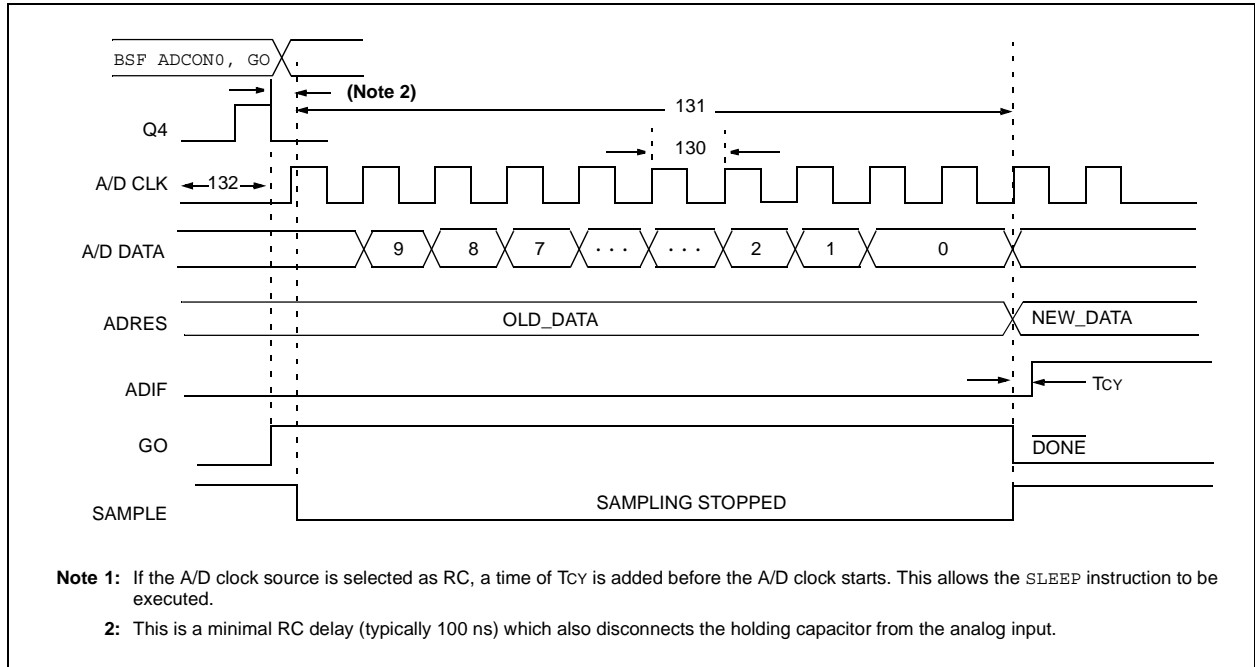 BSF ADCON0, GO
(Note 2)
131
Q4
130
A/D CLK
132
A/D DATA
9 8 7 . . . . . . 2 1 0
ADRES
OLD_DATA
NEW_DATA
ADIF
TCY
GO
DONE
SAMPLE
SAMPLING STOPPED
Note 1: If the A/D clock source is selected as RC, a time of TCY is added before the A/D clock starts. This allows the SLEEP instruction to be
executed.
2: This is a minimal RC delay (typically 100 ns) which also disconnects the holding capacitor from the analog input.